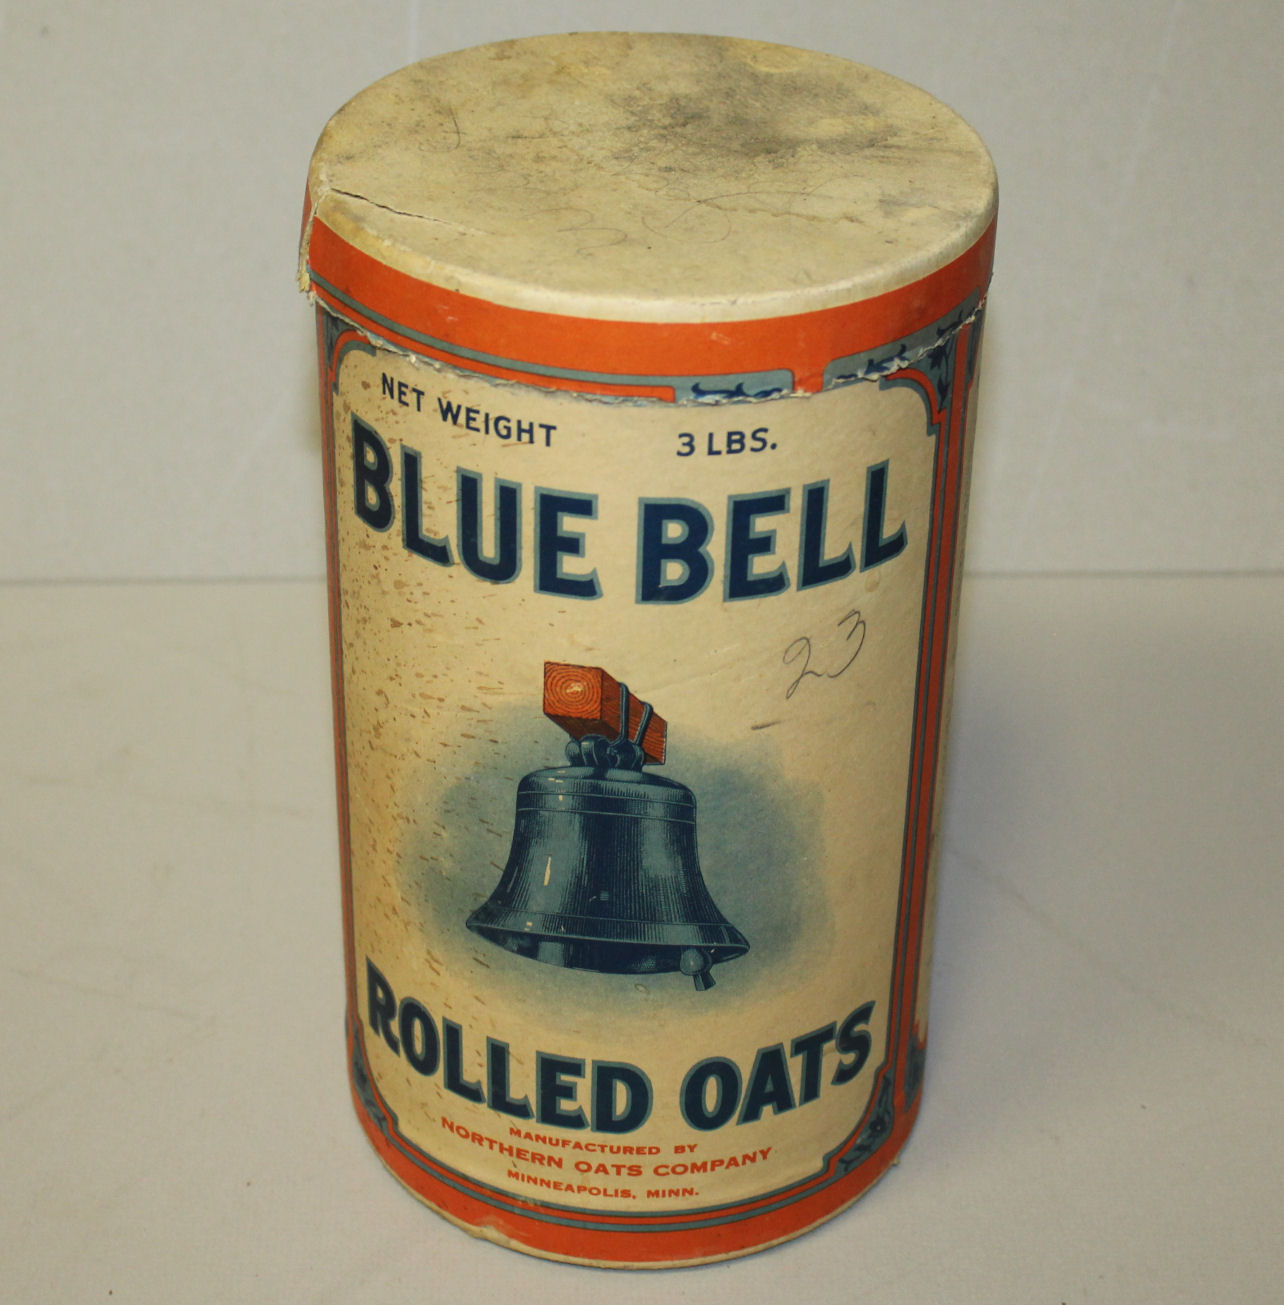 NET WEIGHT 3 LBS.
BLUE BELL
23
ROLLED OATS
MANUFACTURED BY
NORTHERN OATS COMPANY
MINNEAPOLIS, MINN.